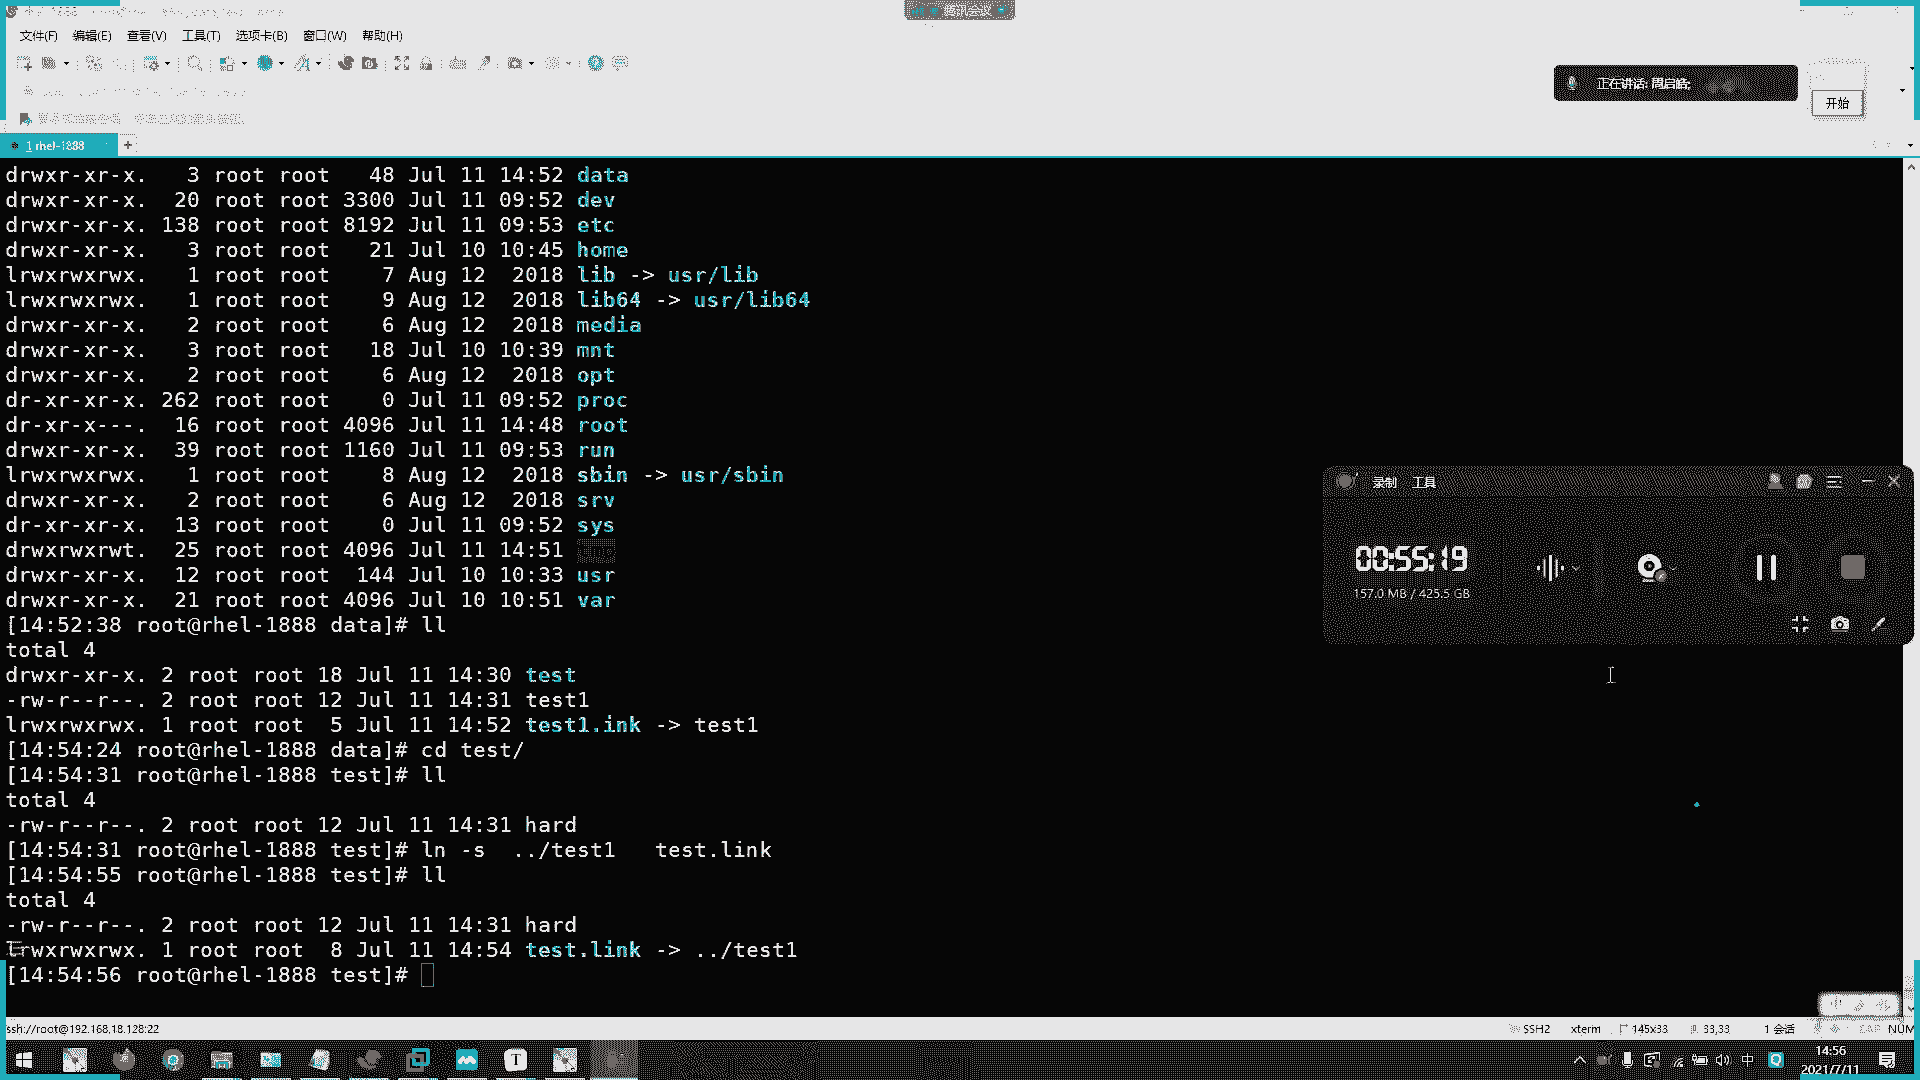 腾讯会议
文件(F) 编辑(E) 查看(V) 工具(T) 选项卡(B) 窗口(W) 帮助(H)
正在讲话: 周启皓;
开始
1 rhel-1888 +
drwxr-xr-x. 3 root root 48 Jul 11 14:52 data
drwxr-xr-x. 20 root root 3300 Jul 11 09:52 dev
drwxr-xr-x. 138 root root 8192 Jul 11 09:53 etc
drwxr-xr-x. 3 root root 21 Jul 10 10:45 home
lrwxrwxrwx. 1 root root 7 Aug 12 2018 lib -> usr/lib
lrwxrwxrwx. 1 root root 9 Aug 12 2018 lib64 -> usr/lib64
drwxr-xr-x. 2 root root 6 Aug 12 2018 media
drwxr-xr-x. 3 root root 18 Jul 10 10:39 mnt
drwxr-xr-x. 2 root root 6 Aug 12 2018 opt
dr-xr-xr-x. 262 root root 0 Jul 11 09:52 proc
dr-xr-x---. 16 root root 4096 Jul 11 14:48 root
drwxr-xr-x. 39 root root 1160 Jul 11 09:53 run
lrwxrwxrwx. 1 root root 8 Aug 12 2018 sbin -> usr/sbin
drwxr-xr-x. 2 root root 6 Aug 12 2018 srv
dr-xr-xr-x. 13 root root 0 Jul 11 09:52 sys
drwxrwxrwt. 25 root root 4096 Jul 11 14:51 tmp
drwxr-xr-x. 12 root root 144 Jul 10 10:33 usr
drwxr-xr-x. 21 root root 4096 Jul 10 10:51 var
[14:52:38 root@rhel-1888 data]# ll
total 4
drwxr-xr-x. 2 root root 18 Jul 11 14:30 test
-rw-r--r--. 2 root root 12 Jul 11 14:31 test1
lrwxrwxrwx. 1 root root 5 Jul 11 14:52 test1.ink -> test1
[14:54:24 root@rhel-1888 data]# cd test/
[14:54:31 root@rhel-1888 test]# ll
total 4
-rw-r--r--. 2 root root 12 Jul 11 14:31 hard
[14:54:31 root@rhel-1888 test]# ln -s ../test1 test.link
[14:54:55 root@rhel-1888 test]# ll
total 4
-rw-r--r--. 2 root root 12 Jul 11 14:31 hard
lrwxrwxrwx. 1 root root 8 Jul 11 14:54 test.link -> ../test1
[14:54:56 root@rhel-1888 test]#
录制 工具
00:55:19
157.0 MB / 425.5 GB
ssh://root@192.168.18.128:22 SSH2 xterm 145x33 33,33 1 会话 CAP NUM
中
14:56
2021/7/11